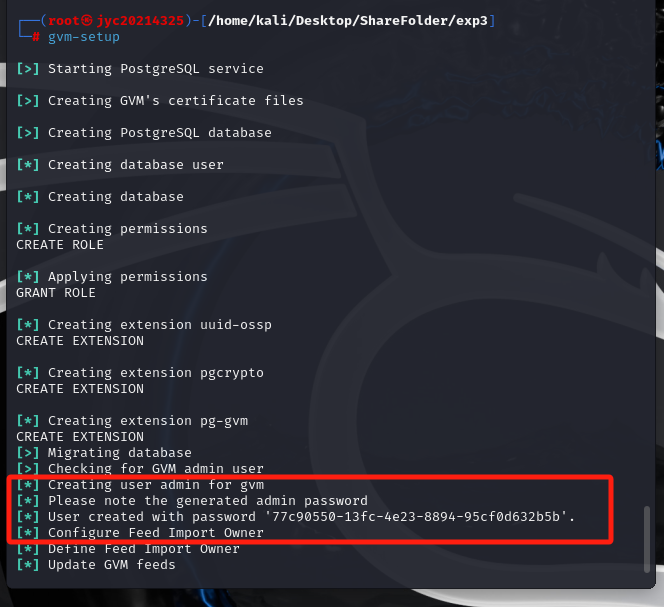 ┌──(root㉿jyc20214325)-[/home/kali/Desktop/ShareFolder/exp3]
└─# gvm-setup
[>] Starting PostgreSQL service
[>] Creating GVM's certificate files
[>] Creating PostgreSQL database
[*] Creating database user
[*] Creating database
[*] Creating permissions
CREATE ROLE
[*] Applying permissions
GRANT ROLE
[*] Creating extension uuid-ossp
CREATE EXTENSION
[*] Creating extension pgcrypto
CREATE EXTENSION
[*] Creating extension pg-gvm
CREATE EXTENSION
[>] Migrating database
[>] Checking for GVM admin user
[*] Creating user admin for gvm
[*] Please note the generated admin password
[*] User created with password '77c90550-13fc-4e23-8894-95cf0d632b5b'.
[*] Configure Feed Import Owner
[*] Define Feed Import Owner
[*] Update GVM feeds